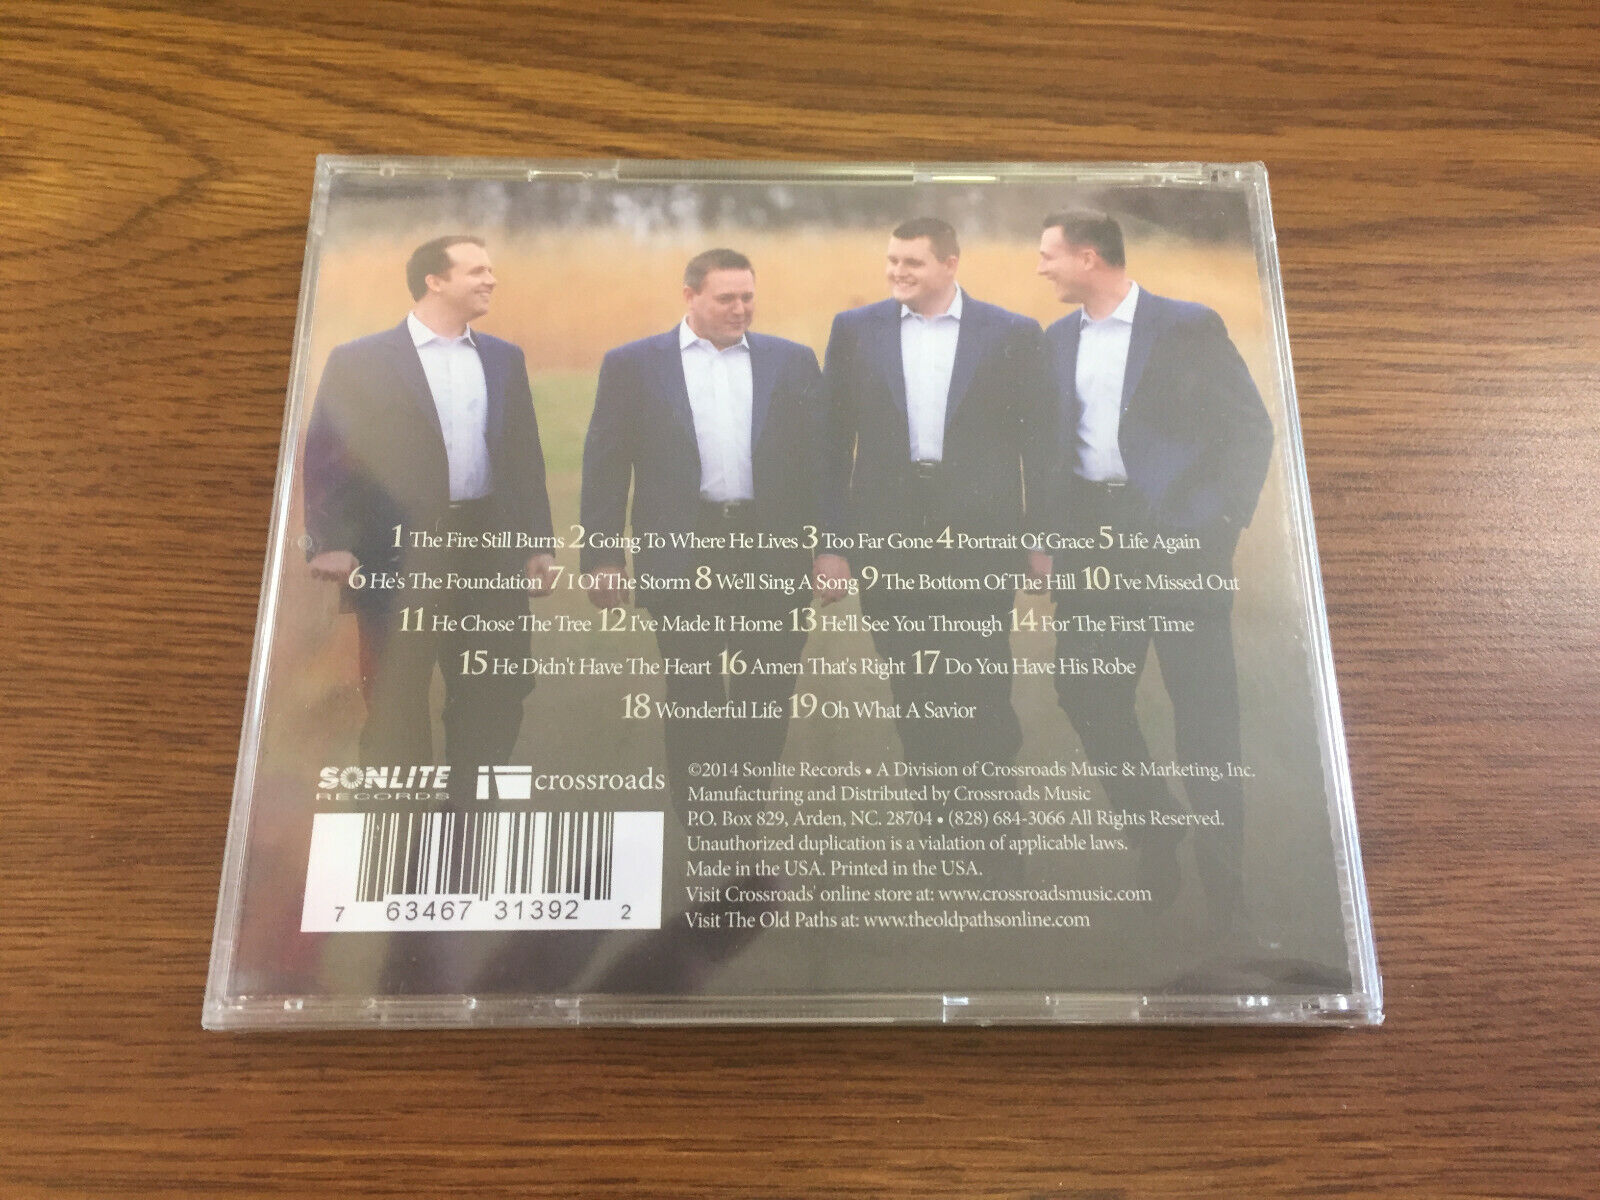 1 The Fire Still Burns 2 Going To Where He Lives 3 Too Far Gone 4 Portrait Of Grace 5 Life Again
6 He's The Foundation 7 I Of The Storm 8 We'll Sing A Song 9 The Bottom Of The Hill 10 I've Missed Out
11 He Chose The Tree 12 I've Made It Home 13 He'll See You Through 14 For The First Time
15 He Didn't Have The Heart 16 Amen That's Right 17 Do You Have His Robe
18 Wonderful Life 19 Oh What A Savior
SONLITE
RECORDS
crossroads
7 63467 31392 2
©2014 Sonlite Records • A Division of Crossroads Music & Marketing, Inc.
Manufacturing and Distributed by Crossroads Music
P.O. Box 829, Arden, NC. 28704 • (828) 684-3066 All Rights Reserved.
Unauthorized duplication is a vialation of applicable laws.
Made in the USA. Printed in the USA.
Visit Crossroads' online store at: www.crossroadsmusic.com
Visit The Old Paths at: www.theoldpathsonline.com